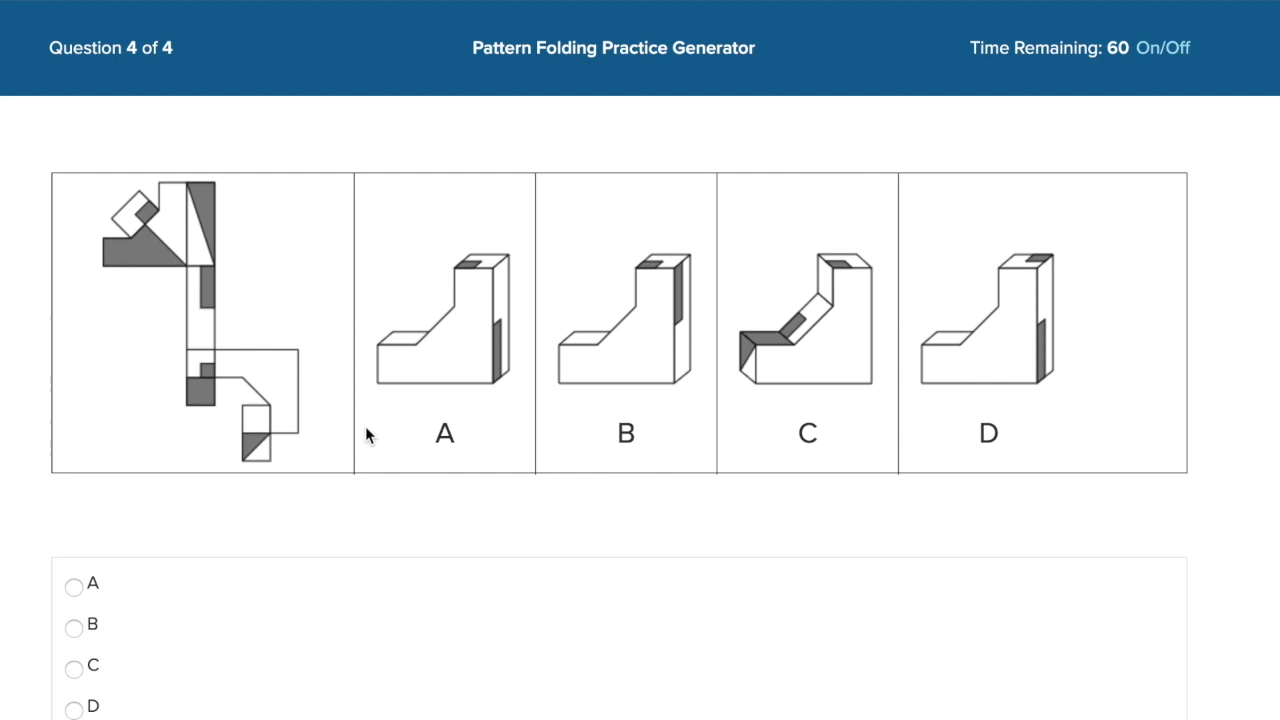 Question 4 of 4
Pattern Folding Practice Generator
Time Remaining: 60 On/Off
A
B
C
D
A
B
C
D